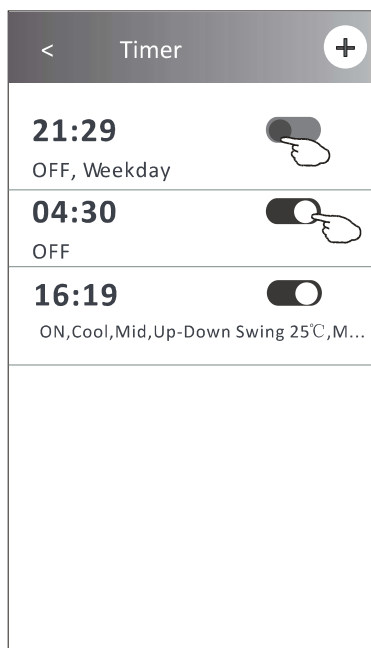 < Timer +
21:29
OFF, Weekday
04:30
OFF
16:19
ON,Cool,Mid,Up-Down Swing 25℃,M...